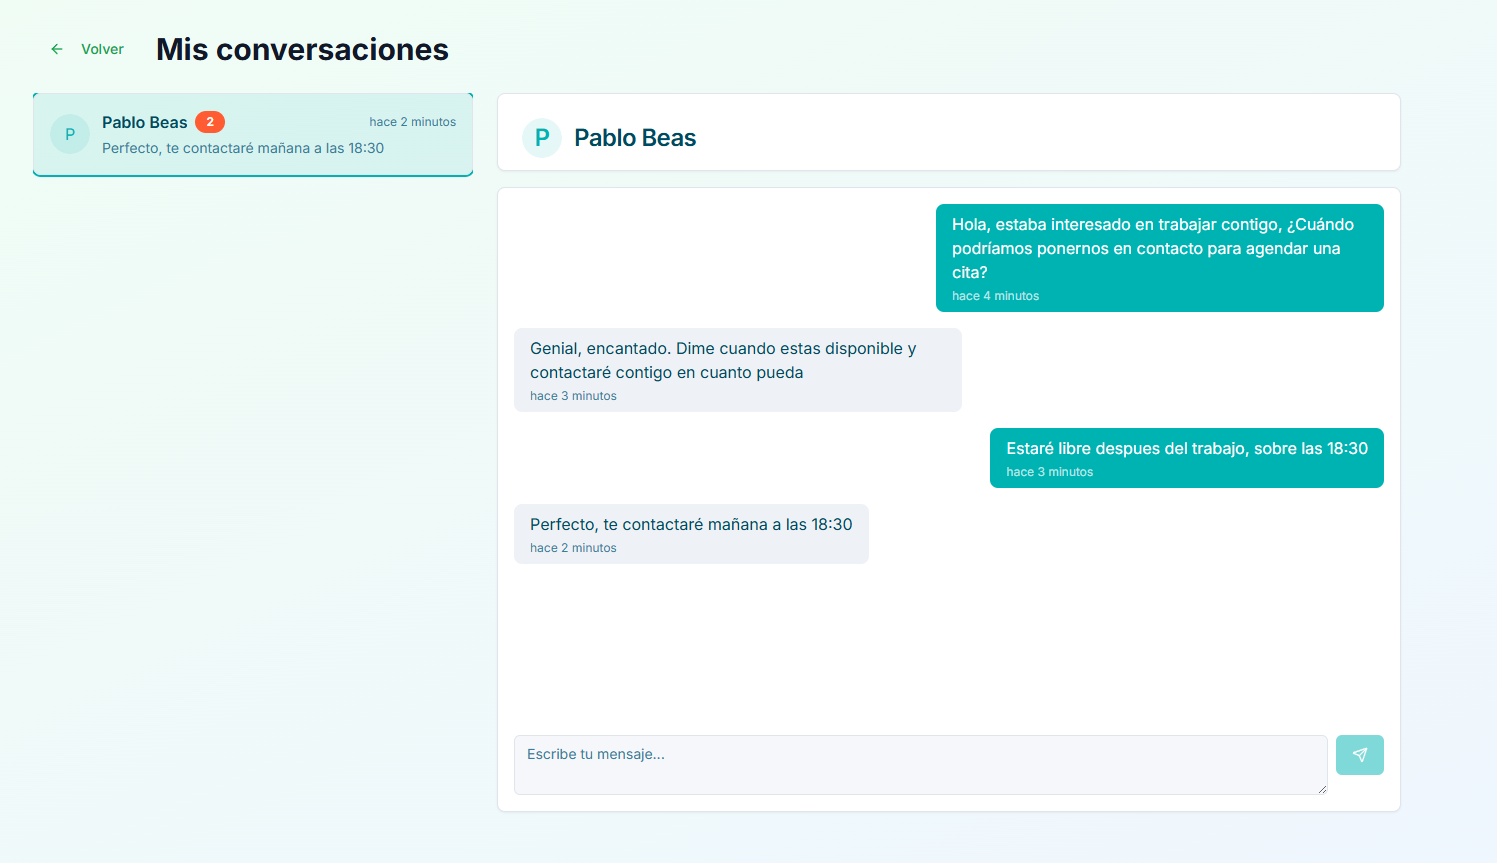 Volver
Mis conversaciones
P
Pablo Beas 2
hace 2 minutos
Perfecto, te contactaré mañana a las 18:30
P
Pablo Beas
Hola, estaba interesado en trabajar contigo, ¿Cuándo
podríamos ponernos en contacto para agendar una
cita?
hace 4 minutos
Genial, encantado. Dime cuando estas disponible y
contactaré contigo en cuanto pueda
hace 3 minutos
Estaré libre despues del trabajo, sobre las 18:30
hace 3 minutos
Perfecto, te contactaré mañana a las 18:30
hace 2 minutos
Escribe tu mensaje...